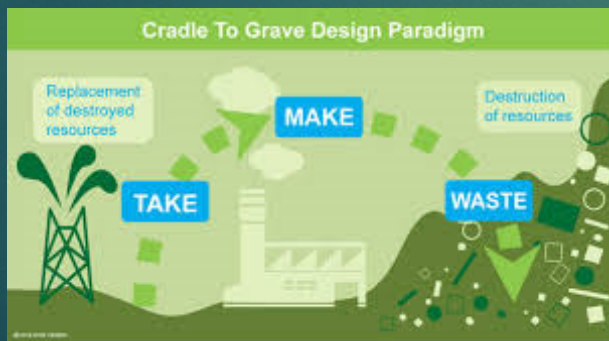 Cradle To Grave Design Paradigm
Replacement
of destroyed
resources
MAKE
Destruction
of resources
TAKE
WASTE